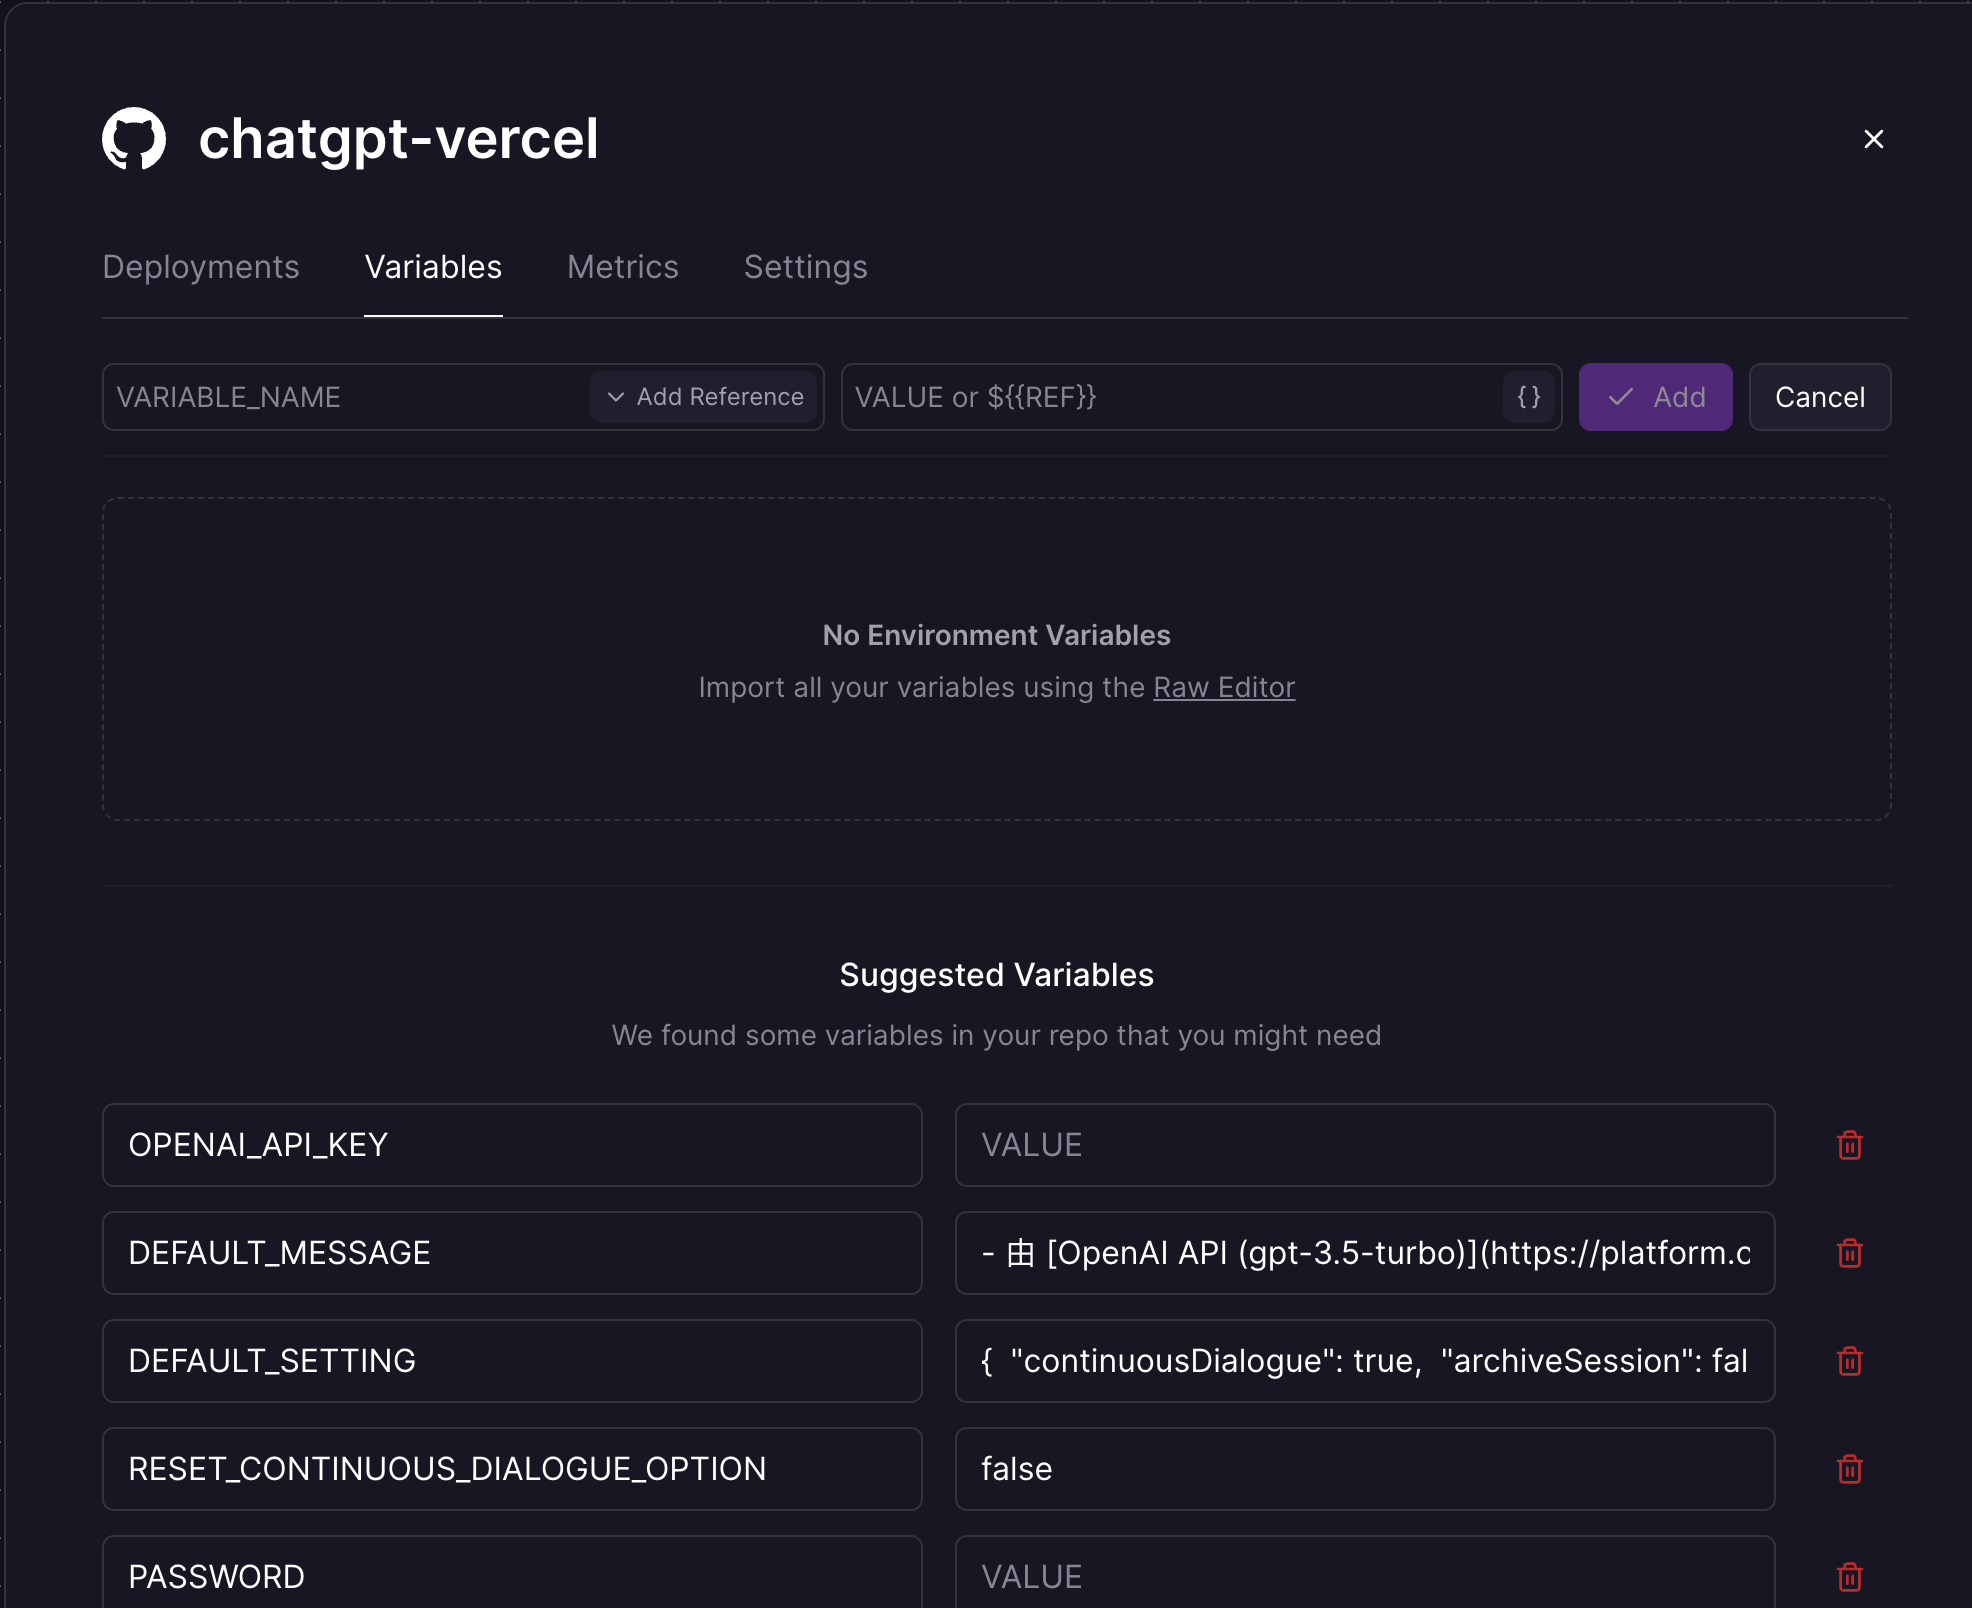 chatgpt-vercel
Deployments Variables Metrics Settings
VARIABLE_NAME Add Reference VALUE or ${{REF}} {} Add Cancel
No Environment Variables
Import all your variables using the Raw Editor
Suggested Variables
We found some variables in your repo that you might need
OPENAI_API_KEY VALUE
DEFAULT_MESSAGE - 由 [OpenAI API (gpt-3.5-turbo)](https://platform.c
DEFAULT_SETTING { "continuousDialogue": true, "archiveSession": fal
RESET_CONTINUOUS_DIALOGUE_OPTION false
PASSWORD VALUE